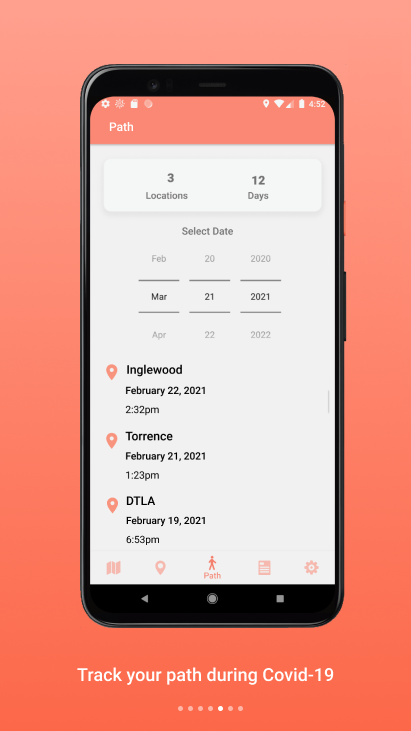 4:52
Path
3 12
Locations Days
Select Date
Feb 20 2020
Mar 21 2021
Apr 22 2022
Inglewood
February 22, 2021
2:32pm
Torrence
February 21, 2021
1:23pm
DTLA
February 19, 2021
6:53pm
Path
Track your path during Covid-19